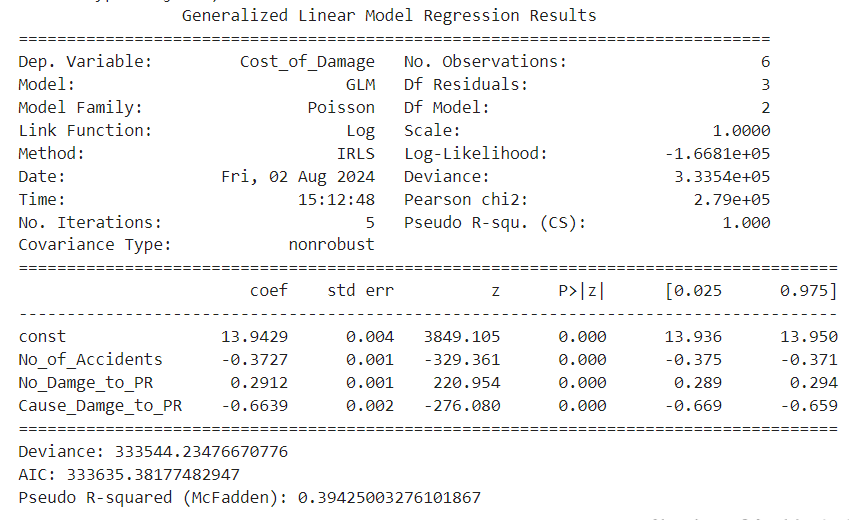 Generalized Linear Model Regression Results
==============================================================================
Dep. Variable: Cost_of_Damage No. Observations: 6
Model: GLM Df Residuals: 3
Model Family: Poisson Df Model: 2
Link Function: Log Scale: 1.0000
Method: IRLS Log-Likelihood: -1.6681e+05
Date: Fri, 02 Aug 2024 Deviance: 3.3354e+05
Time: 15:12:48 Pearson chi2: 2.79e+05
No. Iterations: 5 Pseudo R-squ. (CS): 1.000
Covariance Type: nonrobust
=====================================================================================
coef std err z P>|z| [0.025 0.975]
-------------------------------------------------------------------------------------
const 13.9429 0.004 3849.105 0.000 13.936 13.950
No_of_Accidents -0.3727 0.001 -329.361 0.000 -0.375 -0.371
No_Damge_to_PR 0.2912 0.001 220.954 0.000 0.289 0.294
Cause_Damge_to_PR -0.6639 0.002 -276.080 0.000 -0.669 -0.659
=====================================================================================
Deviance: 333544.23476670776
AIC: 333635.38177482947
Pseudo R-squared (McFadden): 0.39425003276101867